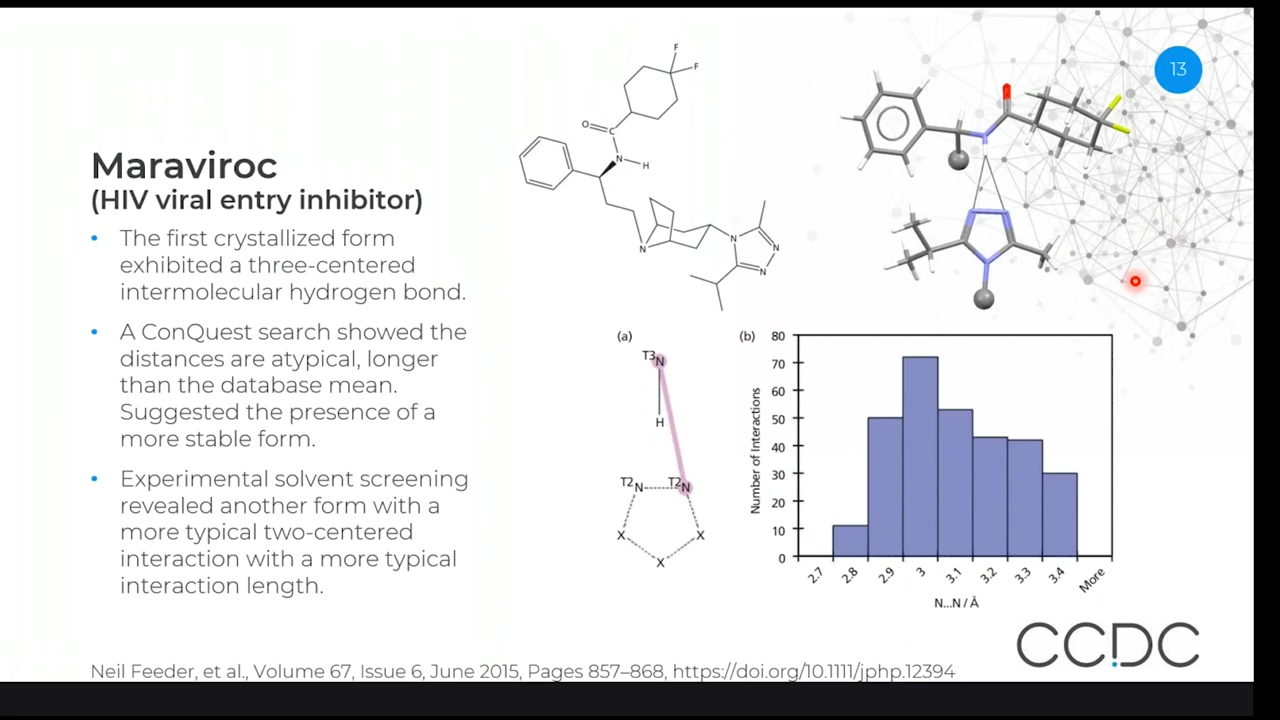 13
Maraviroc
(HIV viral entry inhibitor)
• The first crystallized form
exhibited a three-centered
intermolecular hydrogen bond.
• A ConQuest search showed the
distances are atypical, longer
than the database mean.
Suggested the presence of a
more stable form.
• Experimental solvent screening
revealed another form with a
more typical two-centered
interaction with a more typical
interaction length.
F
F
O
C
N
H
N
N
N
N
(a)
T3N
H
T2N
T2N
X
X
X
(b)
Number of Interactions
80
70
60
50
40
30
20
10
0
2.7 2.8 2.9 3 3.1 3.2 3.3 3.4 More
N...N / Å
CCDC
Neil Feeder, et al., Volume 67, Issue 6, June 2015, Pages 857–868, https://doi.org/10.1111/jphp.12394